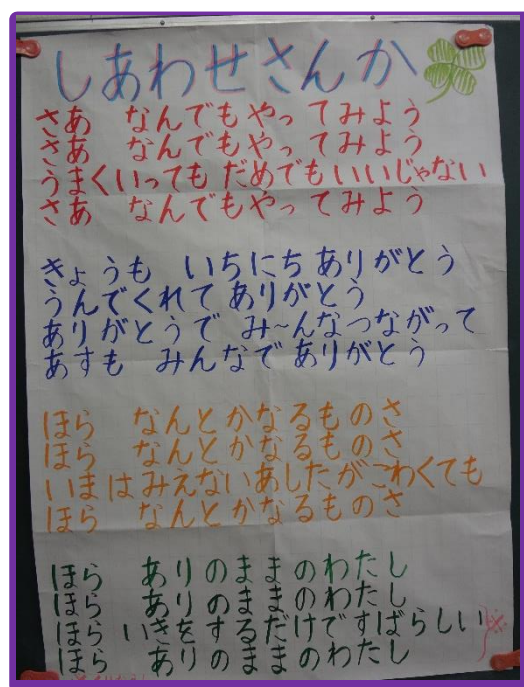 しあわせさんか
さあ　なんでもやってみよう
さあ　なんでもやってみよう
うまくいっても だめでもいいじゃない
さあ　なんでもやってみよう
きょうも　いちにち ありがとう
うんでくれて ありがとう
ありがとうで み～んなつながって
あすも　みんなで ありがとう
ほら　なんとかなるものさ
ほら　なんとかなるものさ
いまはみえないあしたがこわくても
ほら　なんとかなるものさ
ほら　ありのままのわたし
ほら　ありのままのわたし
ほら　いきをするだけですばらしい
ほら　ありのままのわたし